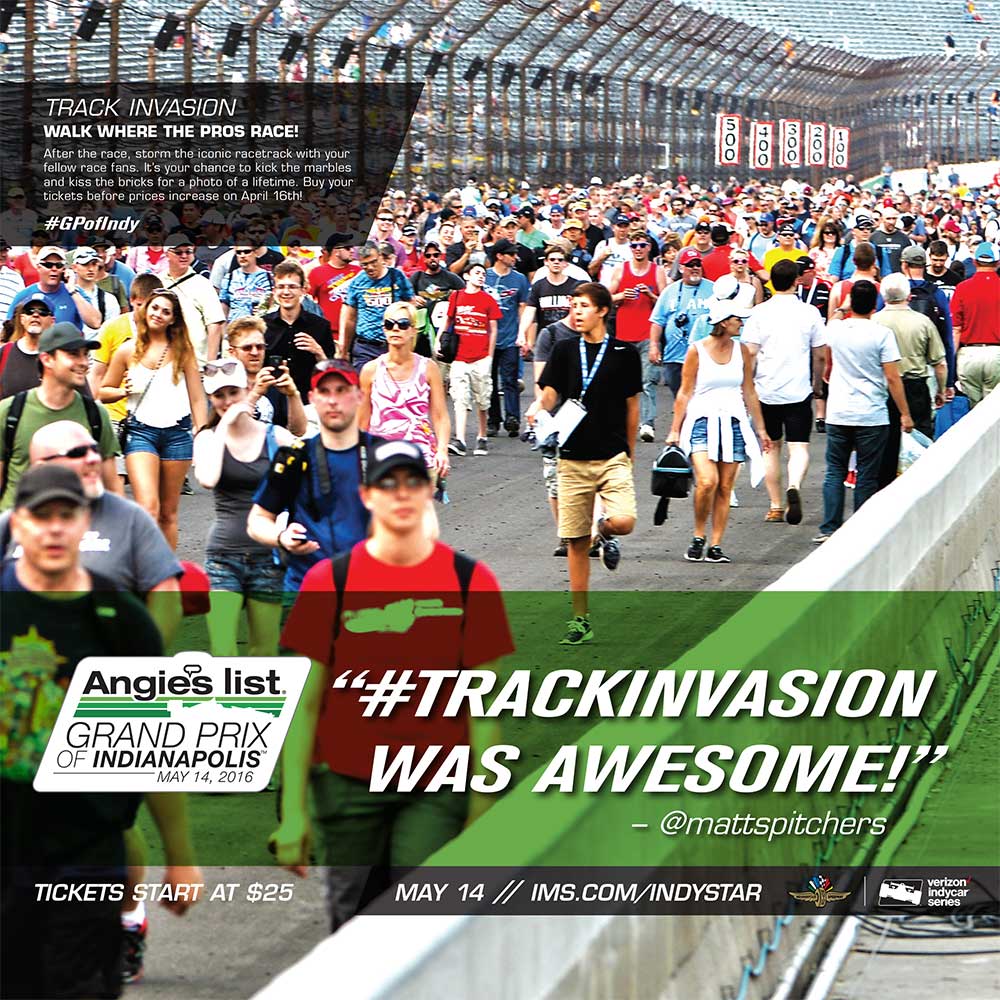 TRACK INVASION
WALK WHERE THE PROS RACE!
After the race, storm the iconic racetrack with your
fellow race fans. It's your chance to kick the marbles
and kiss the bricks for a photo of a lifetime. Buy your
tickets before prices increase on April 16th!
#GPofIndy
500 400 300 200 100
Angie's list®
GRAND PRIX
OF INDIANAPOLIS™
MAY 14, 2016
“#TRACKINVASION
WAS AWESOME!”
– @mattspitchers
TICKETS START AT $25
MAY 14 // IMS.COM/INDYSTAR
verizon
indycar
series